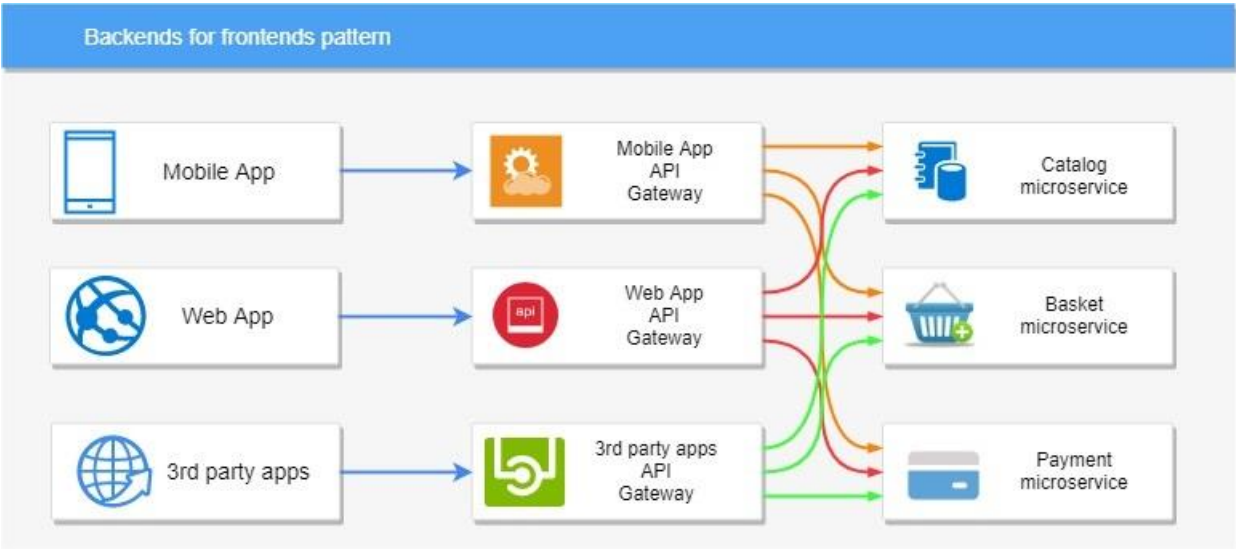 Backends for frontends pattern
Mobile App
Mobile App
API
Gateway
Catalog
microservice
Web App
api
Web App
API
Gateway
Basket
microservice
3rd party apps
3rd party apps
API
Gateway
Payment
microservice